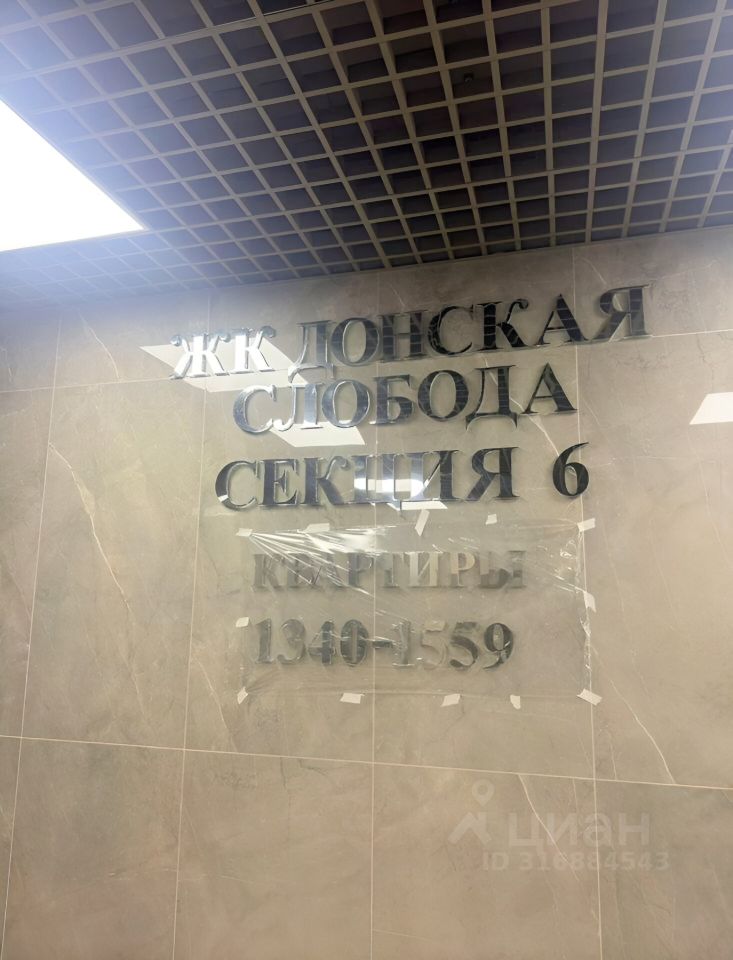 ЖК ДОНСКАЯ
СЛОБОДА
СЕКЦИЯ 6
КВАРТИРЫ
1340-1559
циан
ID 316884543